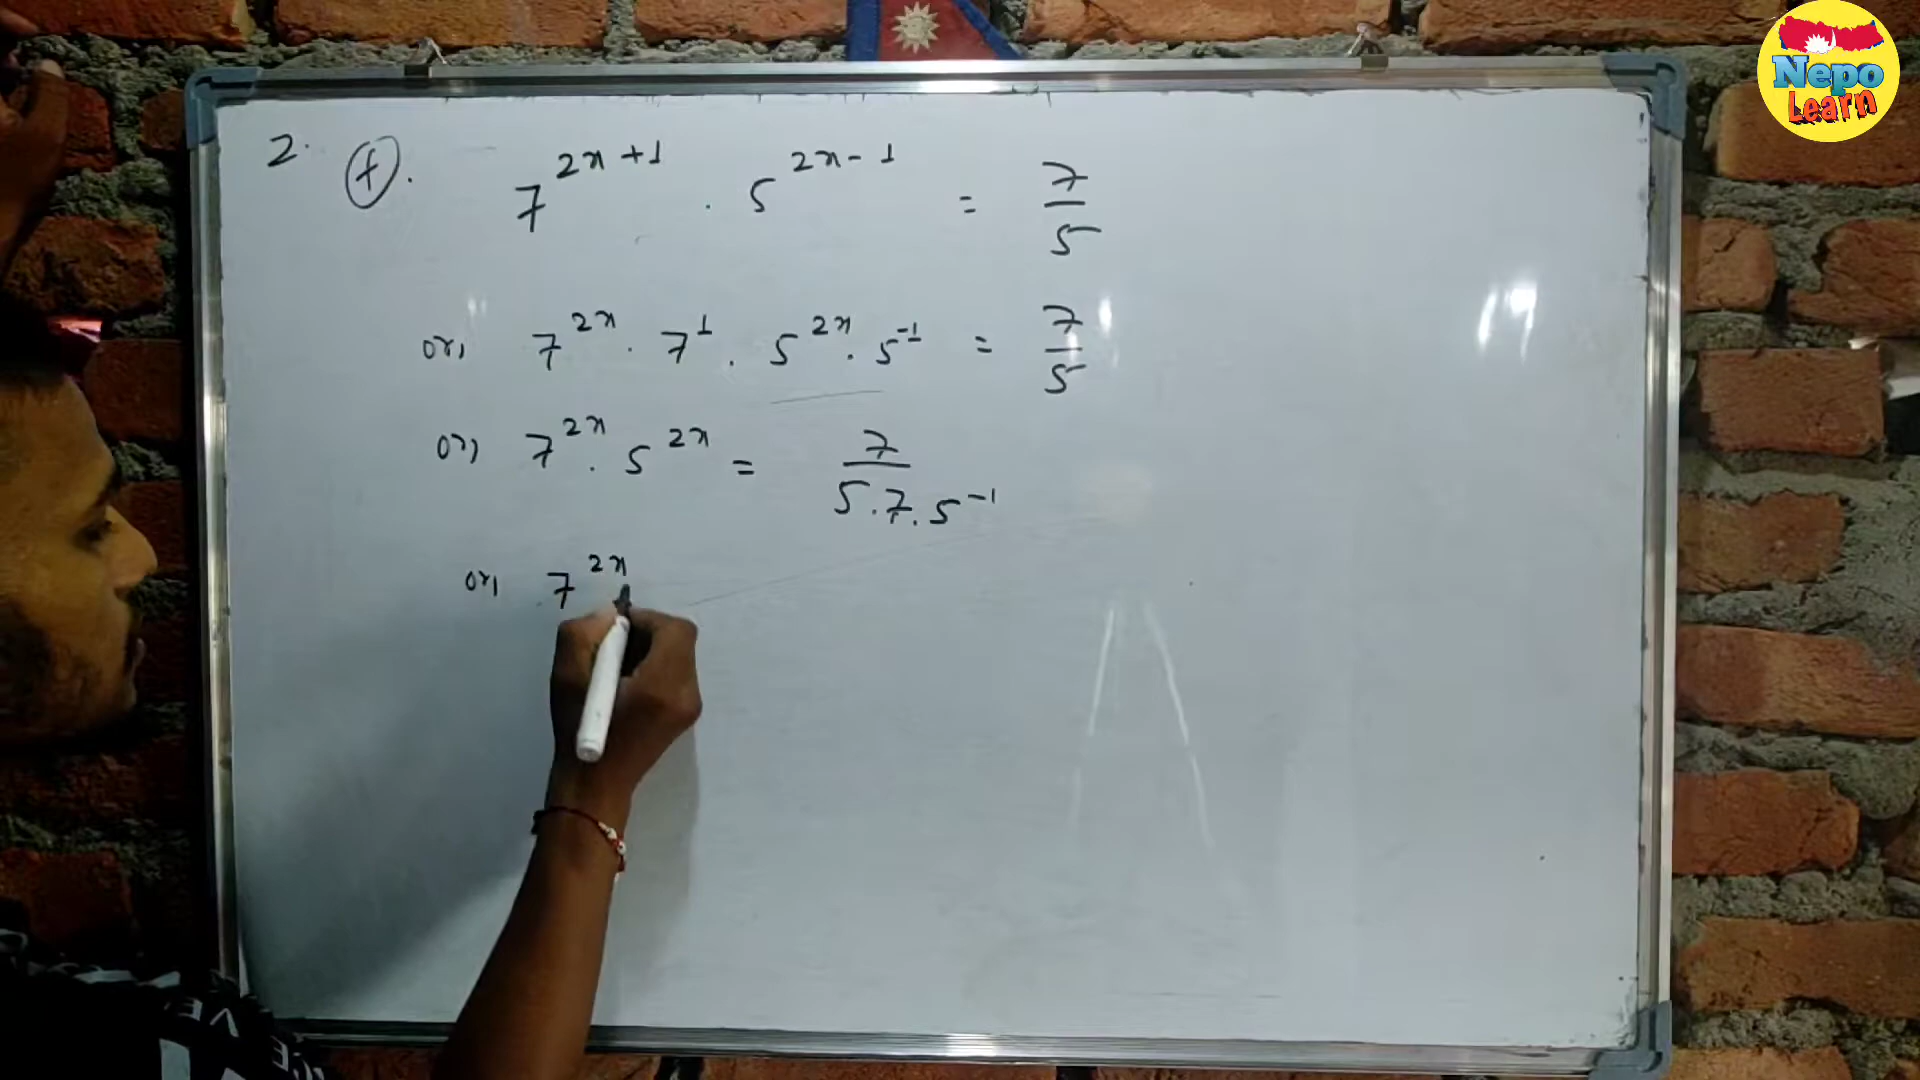 Nepo
Learn
2. (f). 7^{2x+1} . 5^{2x-1} = 7/5
or, 7^{2x} . 7^1 . 5^{2x} . 5^{-1} = 7/5
or, 7^{2x} . 5^{2x} = 7/(5.7.5^{-1})
or, 7^{2x}